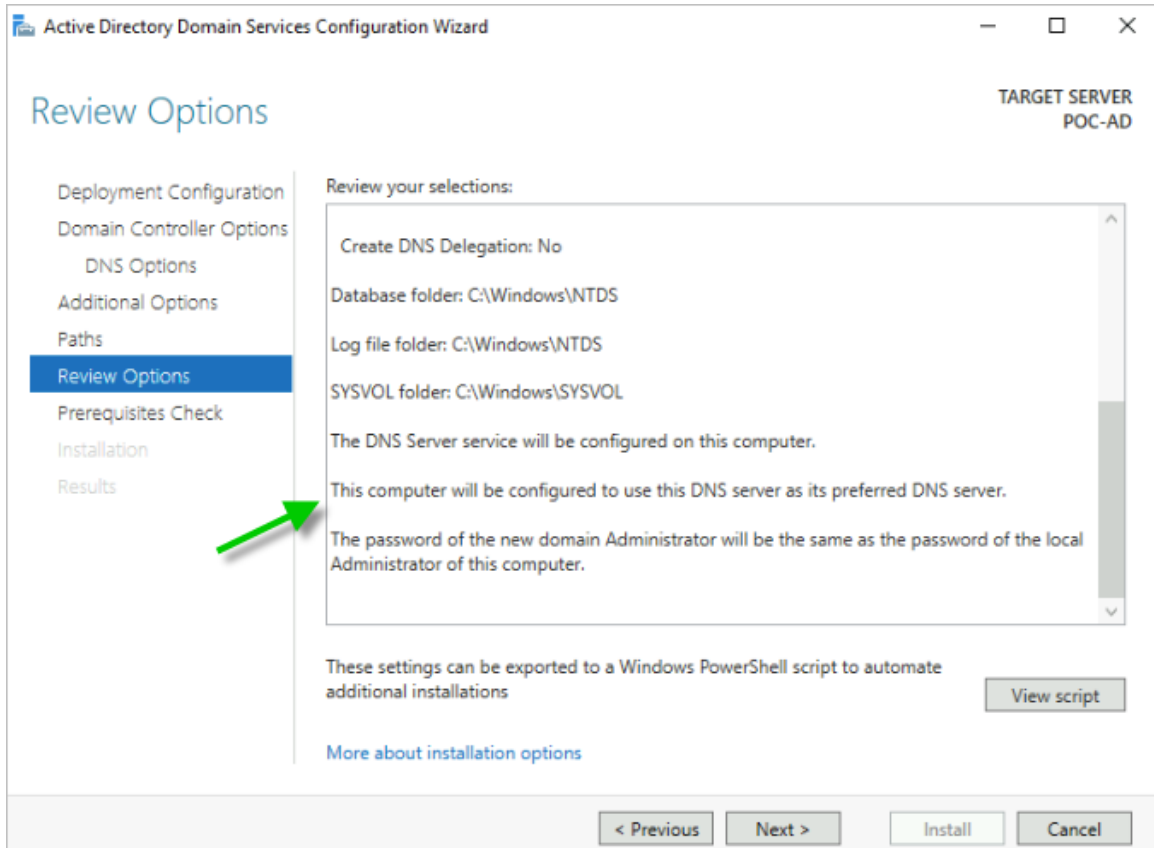 Active Directory Domain Services Configuration Wizard
Review Options
TARGET SERVER
POC-AD
Deployment Configuration
Domain Controller Options
DNS Options
Additional Options
Paths
Review Options
Prerequisites Check
Installation
Results
Review your selections:
Create DNS Delegation: No
Database folder: C:\Windows\NTDS
Log file folder: C:\Windows\NTDS
SYSVOL folder: C:\Windows\SYSVOL
The DNS Server service will be configured on this computer.
This computer will be configured to use this DNS server as its preferred DNS server.
The password of the new domain Administrator will be the same as the password of the local
Administrator of this computer.
These settings can be exported to a Windows PowerShell script to automate
additional installations
View script
More about installation options
< Previous
Next >
Install
Cancel